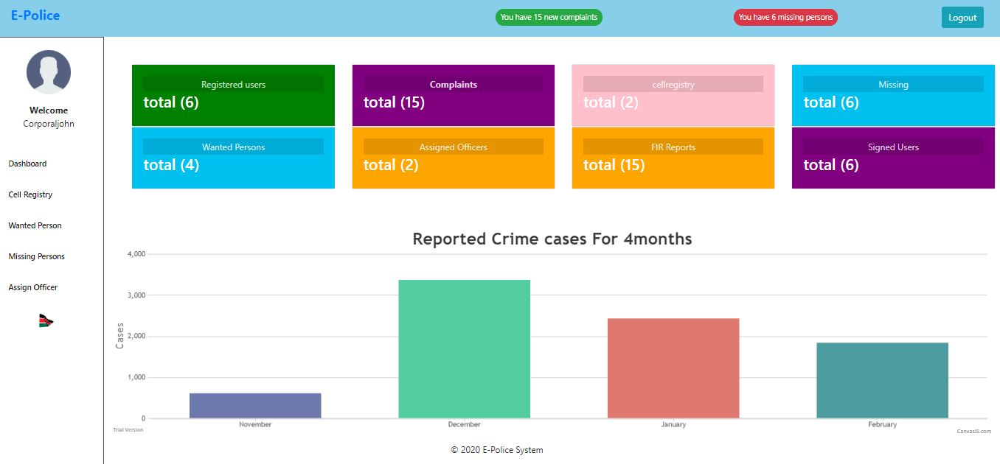 E-Police
You have 15 new complaints
You have 6 missing persons
Logout
Welcome
Corporaljohn
Dashboard
Cell Registry
Wanted Person
Missing Persons
Assign Officer
Registered users
total (6)
Complaints
total (15)
cellregistry
total (2)
Missing
total (6)
Wanted Persons
total (4)
Assigned Officers
total (2)
FIR Reports
total (15)
Signed Users
total (6)
Reported Crime cases For 4months
Cases
4,000
3,000
2,000
1,000
0
November
December
January
February
Trial Version
CanvasJS.com
© 2020 E-Police System